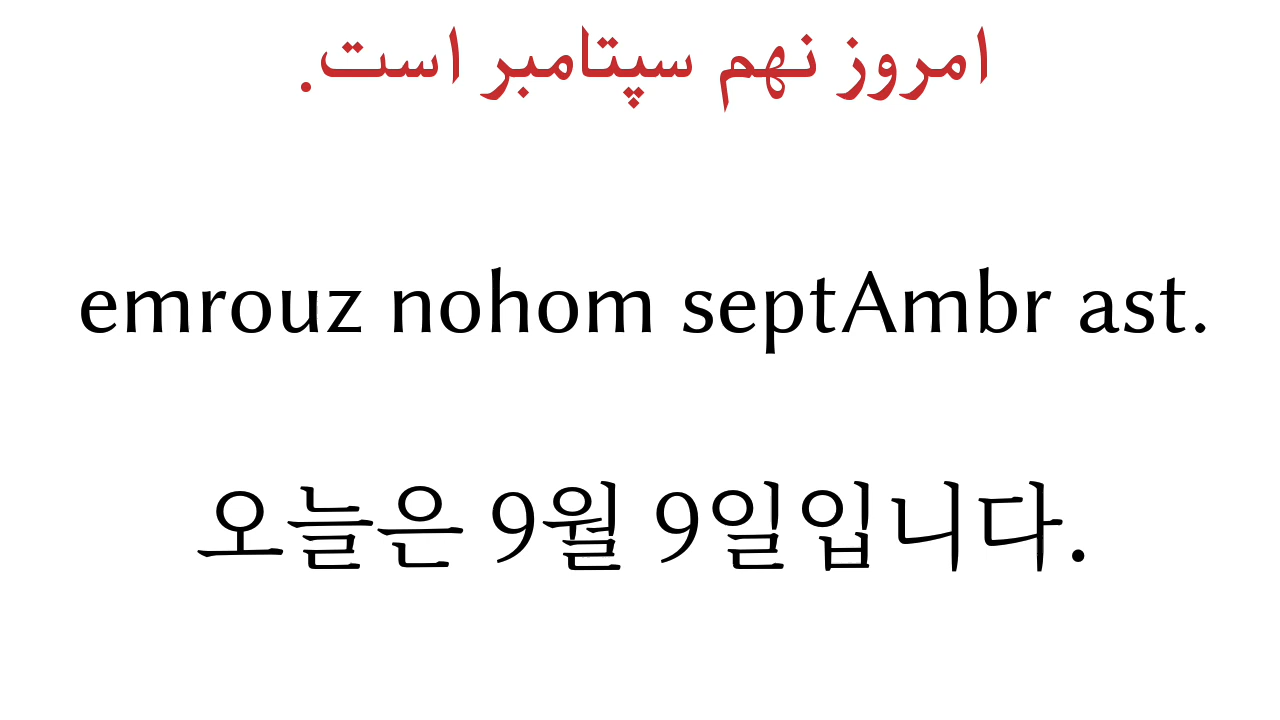 امروز نهم سپتامبر است.
emrouz nohom septAmbr ast.
오늘은 9월 9일입니다.